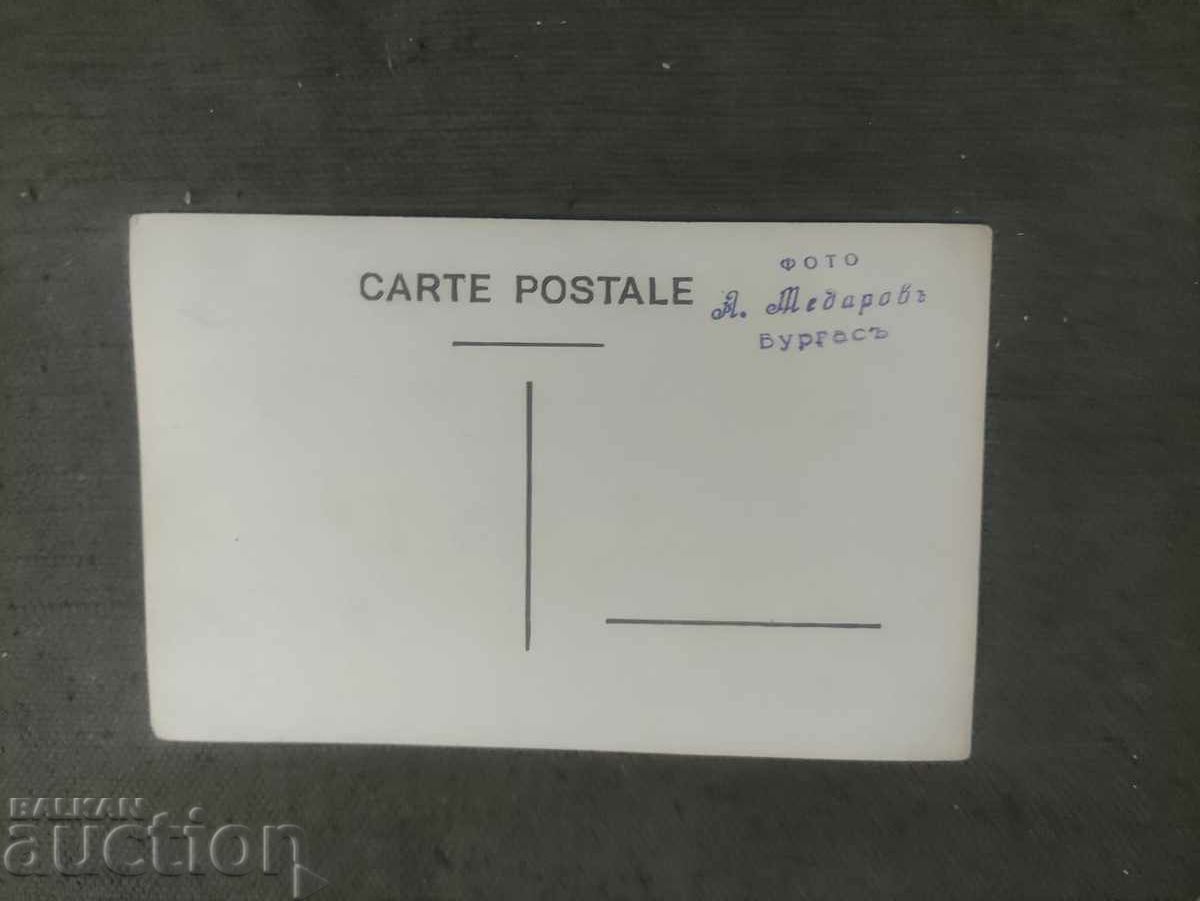 CARTE POSTALE
ФОТО
Я. Медаровъ
Бургасъ
BALKAN
auction